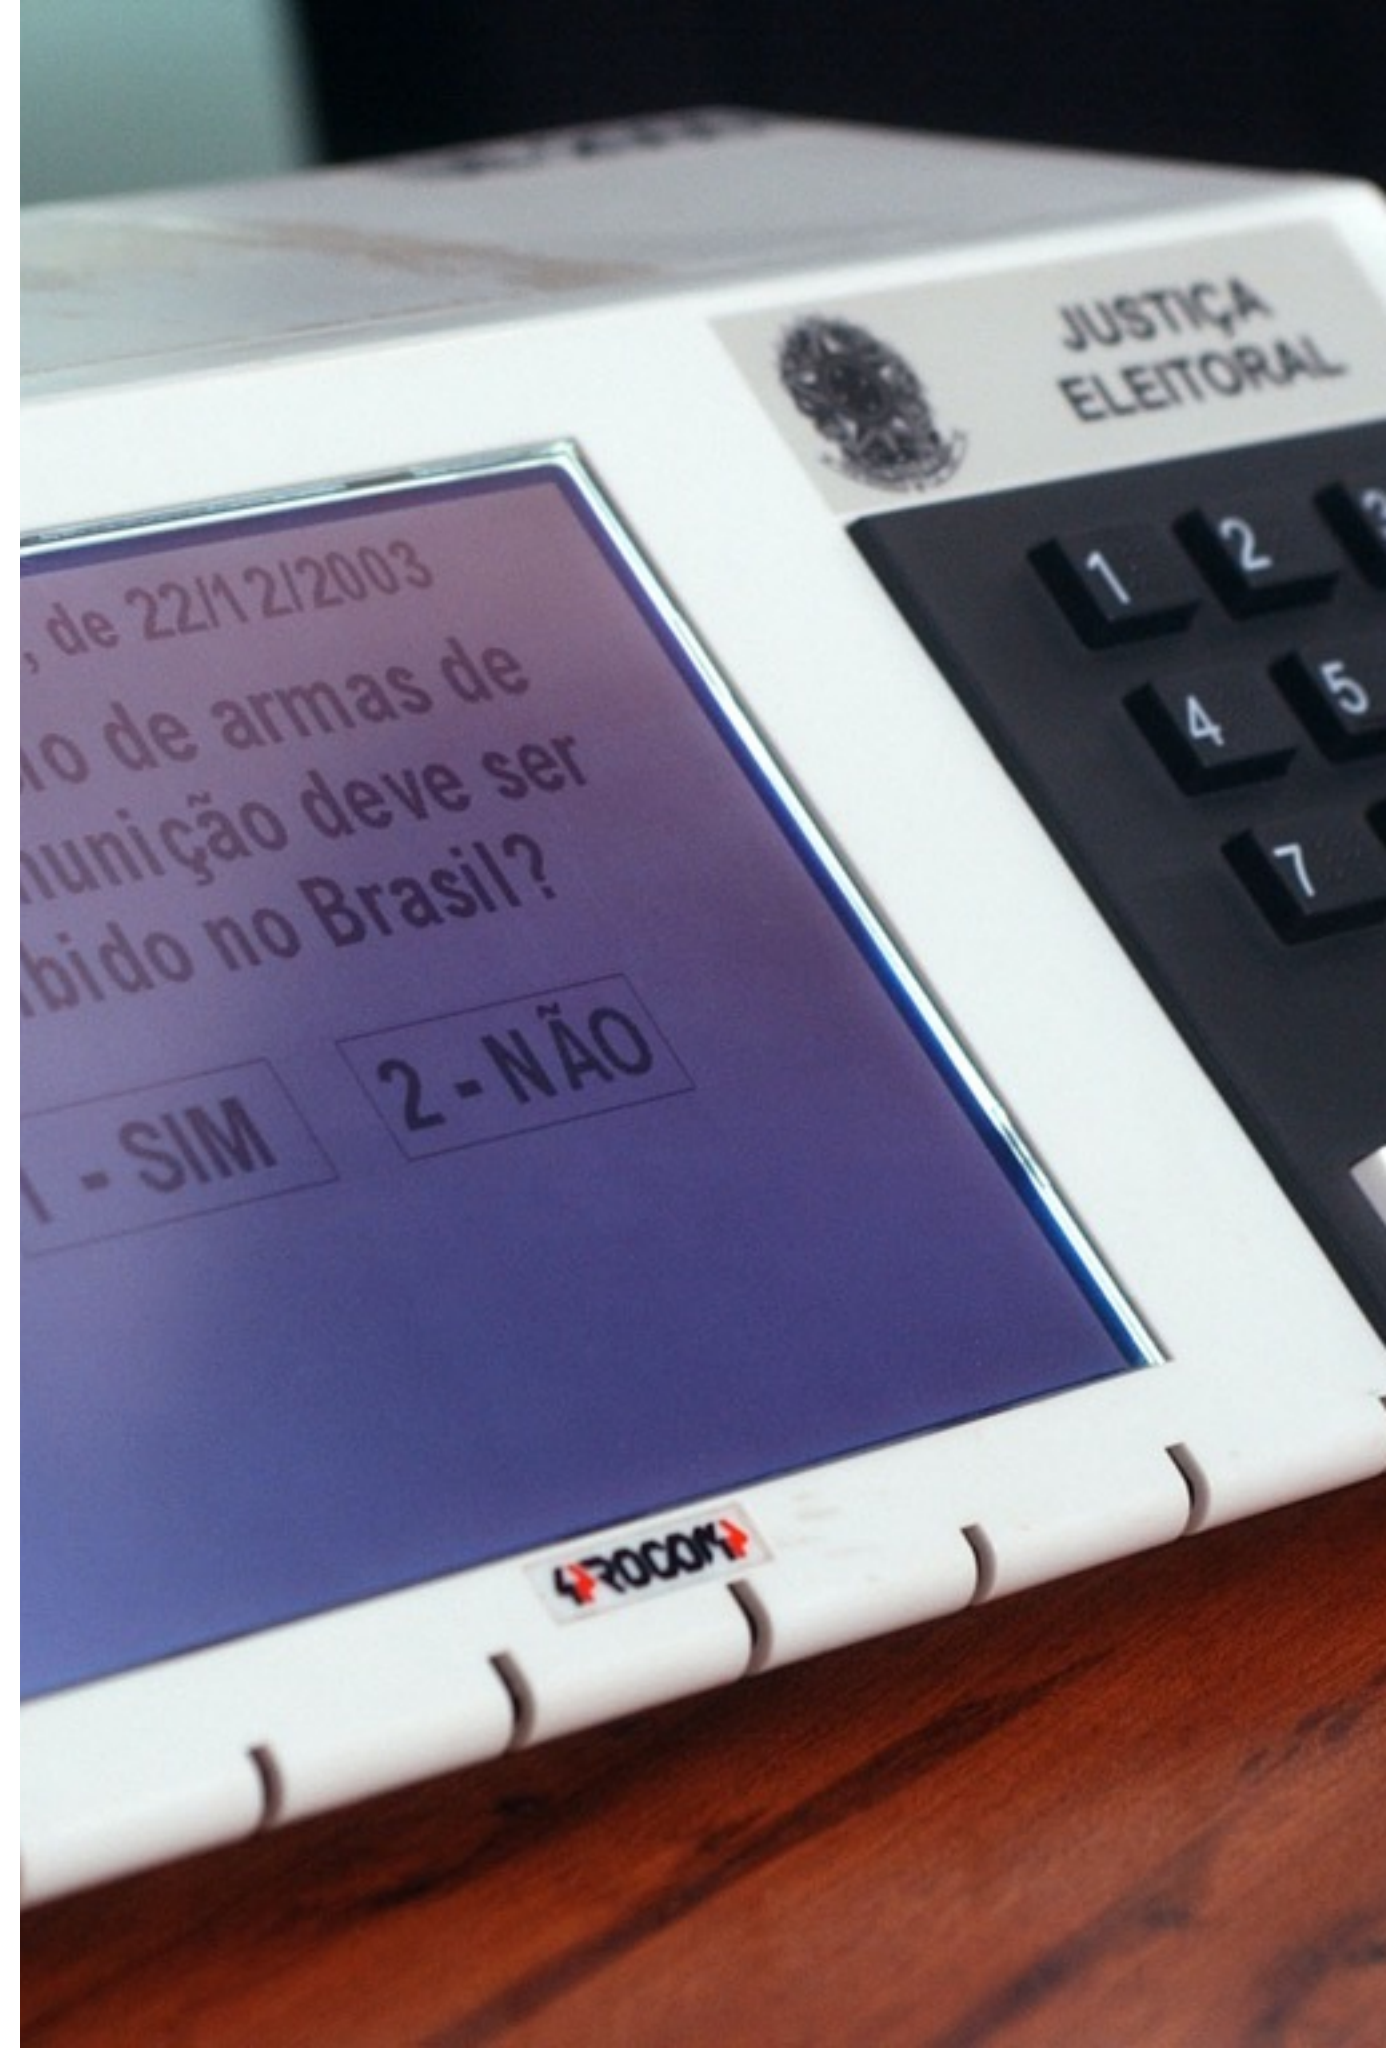 JUSTIÇA
ELEITORAL
1 2 3
4 5
7
, de 22/12/2003
io de armas de
munição deve ser
ibido no Brasil?
1 - SIM 2 - NÃO
PROCOMP